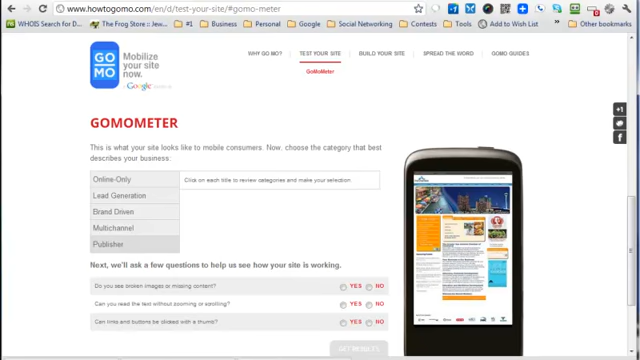 www.howtogomo.com/en/d/test-your-site/#gomo-meter
WHOIS Search for D
The Frog Store :: Jew...
#1
Business
Personal
Google
Social Networking
Contests
Tools
Add to Wish List
Other bookmarks
GO
MO
Mobilize
your site
now.
Google
WHY GO MO?
TEST YOUR SITE
BUILD YOUR SITE
SPREAD THE WORD
GOMO GUIDES
GoMoMeter
+1
GOMOMETER
This is what your site looks like to mobile consumers. Now, choose the category that best
describes your business:
Online-Only
Click on each title to review categories and make your selection.
Lead Generation
Brand Driven
Multichannel
Publisher
Next, we'll ask a few questions to help us see how your site is working.
Do you see broken images or missing content?
YES
NO
Can you read the text without zooming or scrolling?
YES
NO
Can links and buttons be clicked with a thumb?
YES
NO
GET RESULTS